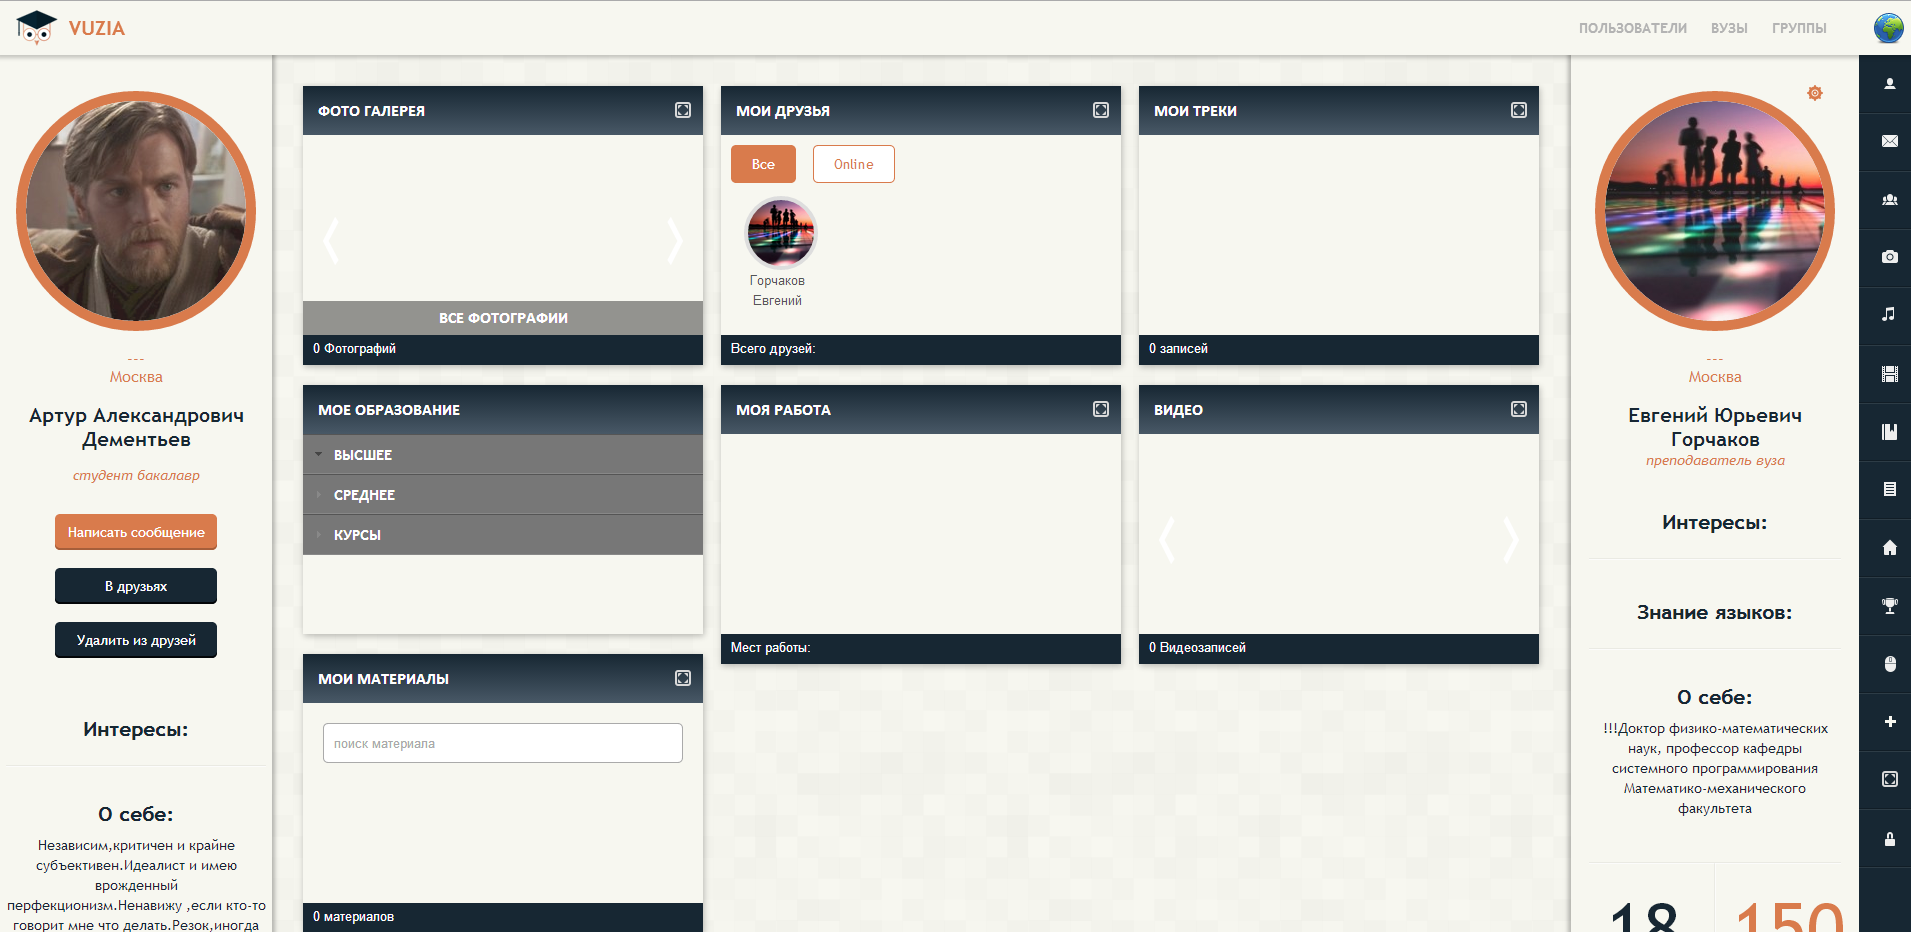 VUZIA
ПОЛЬЗОВАТЕЛИ ВУЗЫ ГРУППЫ
---
Москва
Артур Александрович
Дементьев
студент бакалавр
Написать сообщение
В друзьях
Удалить из друзей
Интересы:
О себе:
Независим,критичен и крайне
субъективен.Идеалист и имею
врожденный
перфекционизм.Ненавижу ,если кто-то
говорит мне что делать.Резок,иногда
ФОТО ГАЛЕРЕЯ
ВСЕ ФОТОГРАФИИ
0 Фотографий
МОИ ДРУЗЬЯ
Все Online
Горчаков
Евгений
Всего друзей:
МОИ ТРЕКИ
0 записей
МОЕ ОБРАЗОВАНИЕ
ВЫСШЕЕ
СРЕДНЕЕ
КУРСЫ
МОЯ РАБОТА
Мест работы:
ВИДЕО
0 Видеозаписей
МОИ МАТЕРИАЛЫ
поиск материала
0 материалов
---
Москва
Евгений Юрьевич
Горчаков
преподаватель вуза
Интересы:
Знание языков:
О себе:
!!!Доктор физико-математических
наук, профессор кафедры
системного программирования
Математико-механического
факультета
18 150